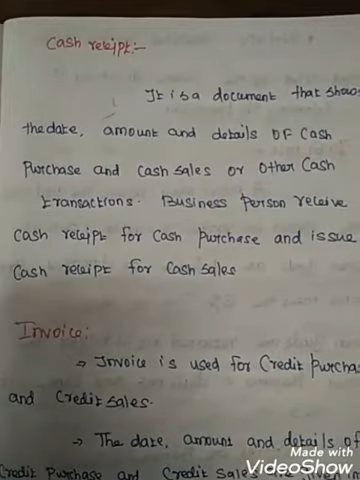 Cash receipt:-
It is a document that shows
the date, amount and details of Cash
Purchase and cash sales or other Cash
transactions. Business Person receive
Cash receipt for Cash purchase and issue
Cash receipt for Cash sales
Invoice:
→ Invoice is used for Credit purcha
and Credit sales.
→ The date, amount and details of
Credit Purchase and Credit Sales
Made with
VideoShow